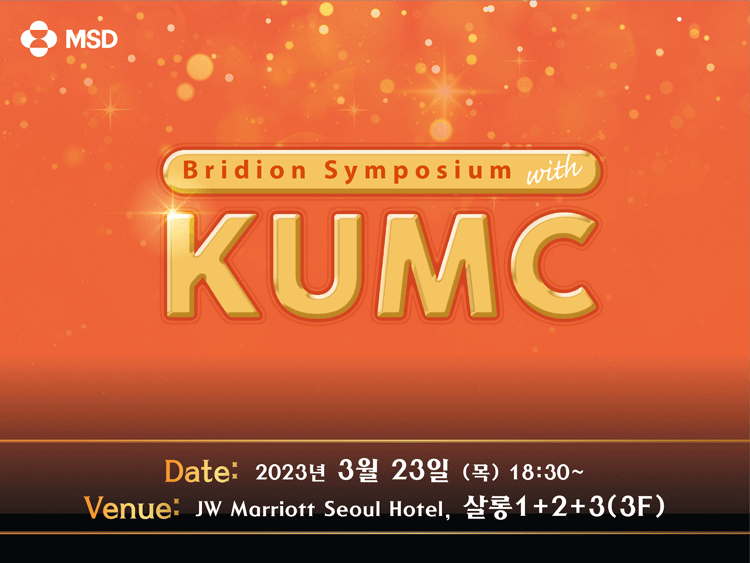 MSD
Bridion Symposium with
KUMC
Date: 2023년 3월 23일 (목) 18:30~
Venue: JW Marriott Seoul Hotel, 살롱1+2+3(3F)